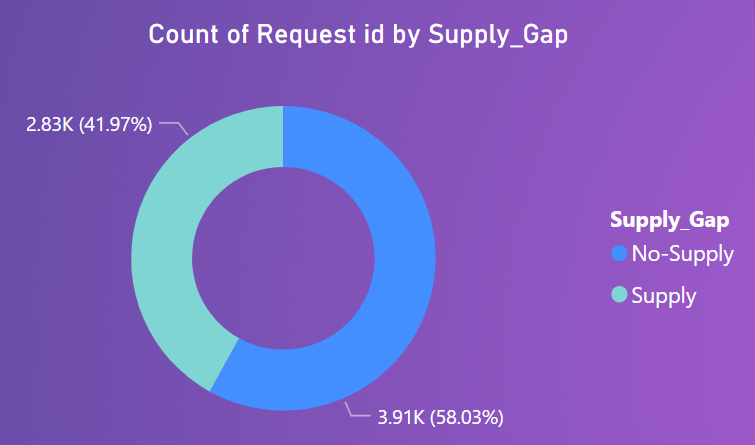 Count of Request id by Supply_Gap
2.83K (41.97%)
Supply_Gap
No-Supply
Supply
3.91K (58.03%)